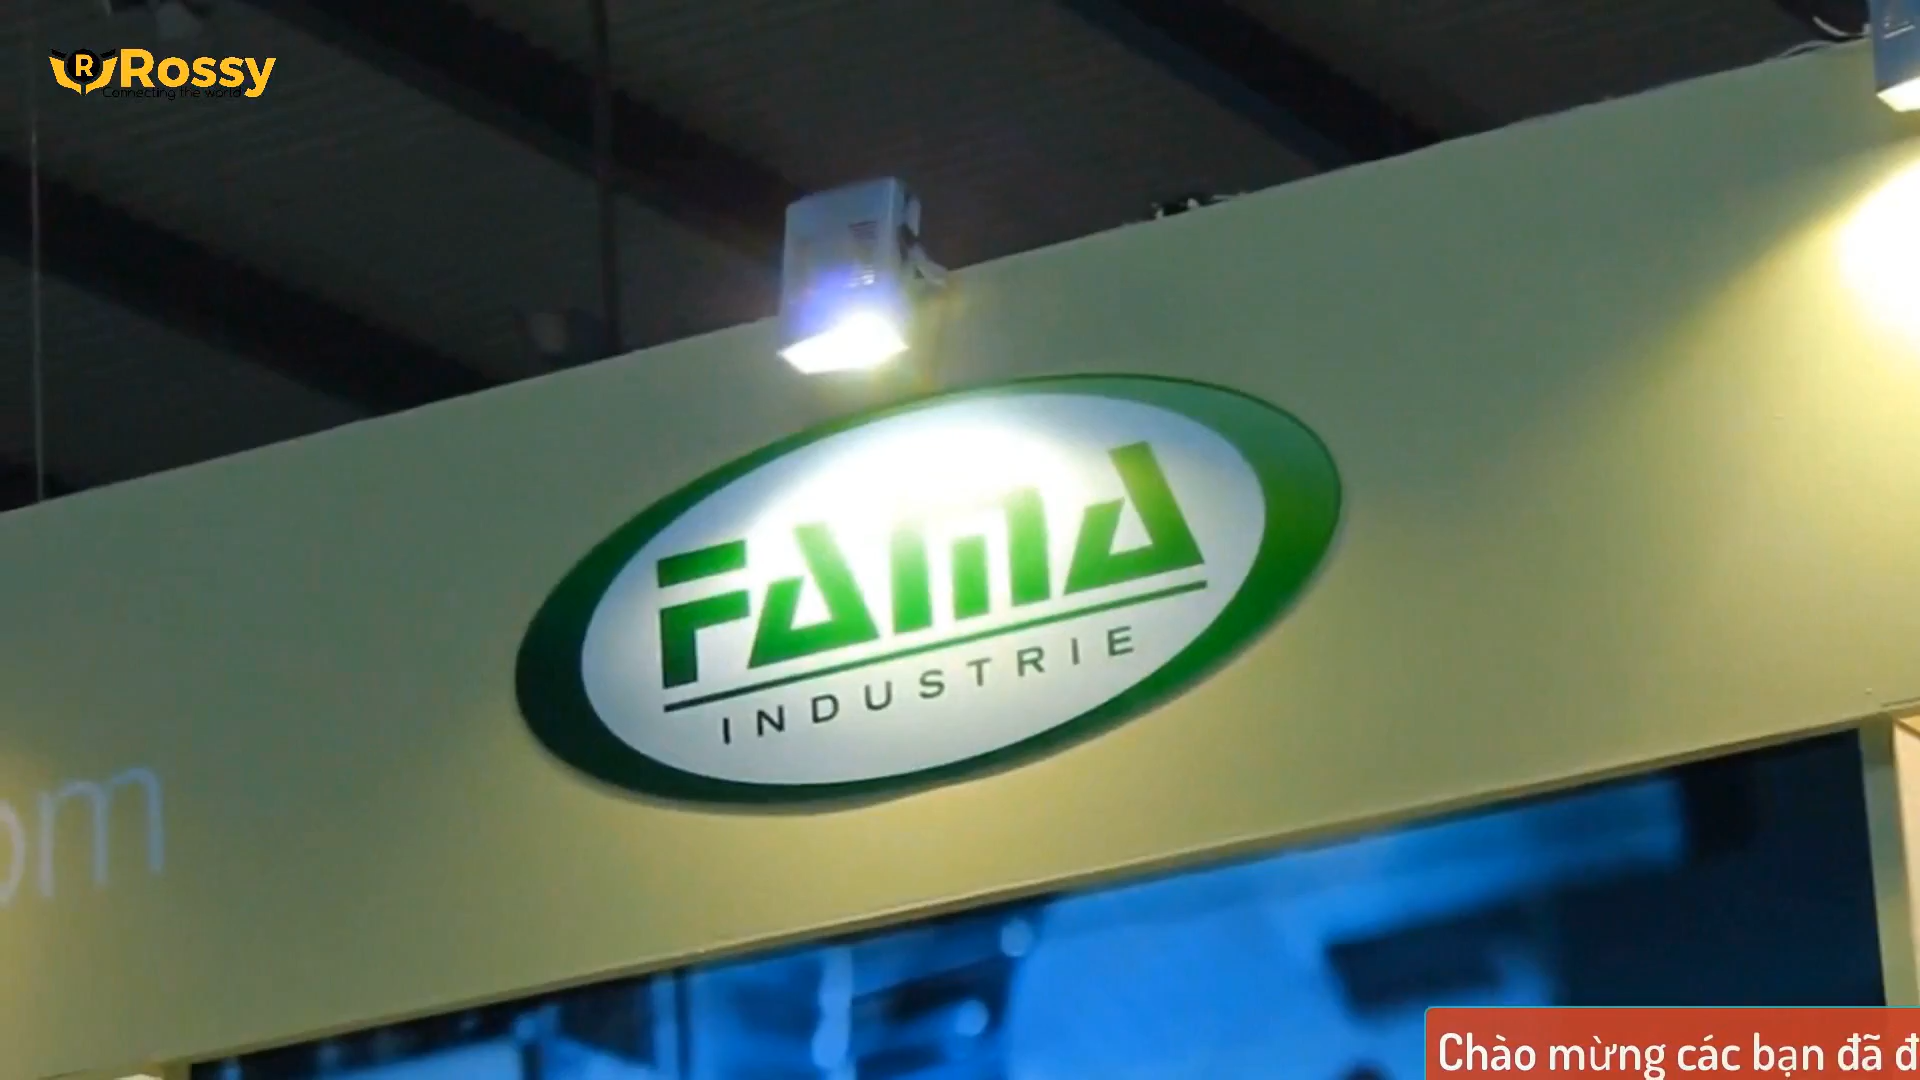 R Rossy
Connecting the world
FAMA
INDUSTRIE
om
Chào mừng các bạn đã đ